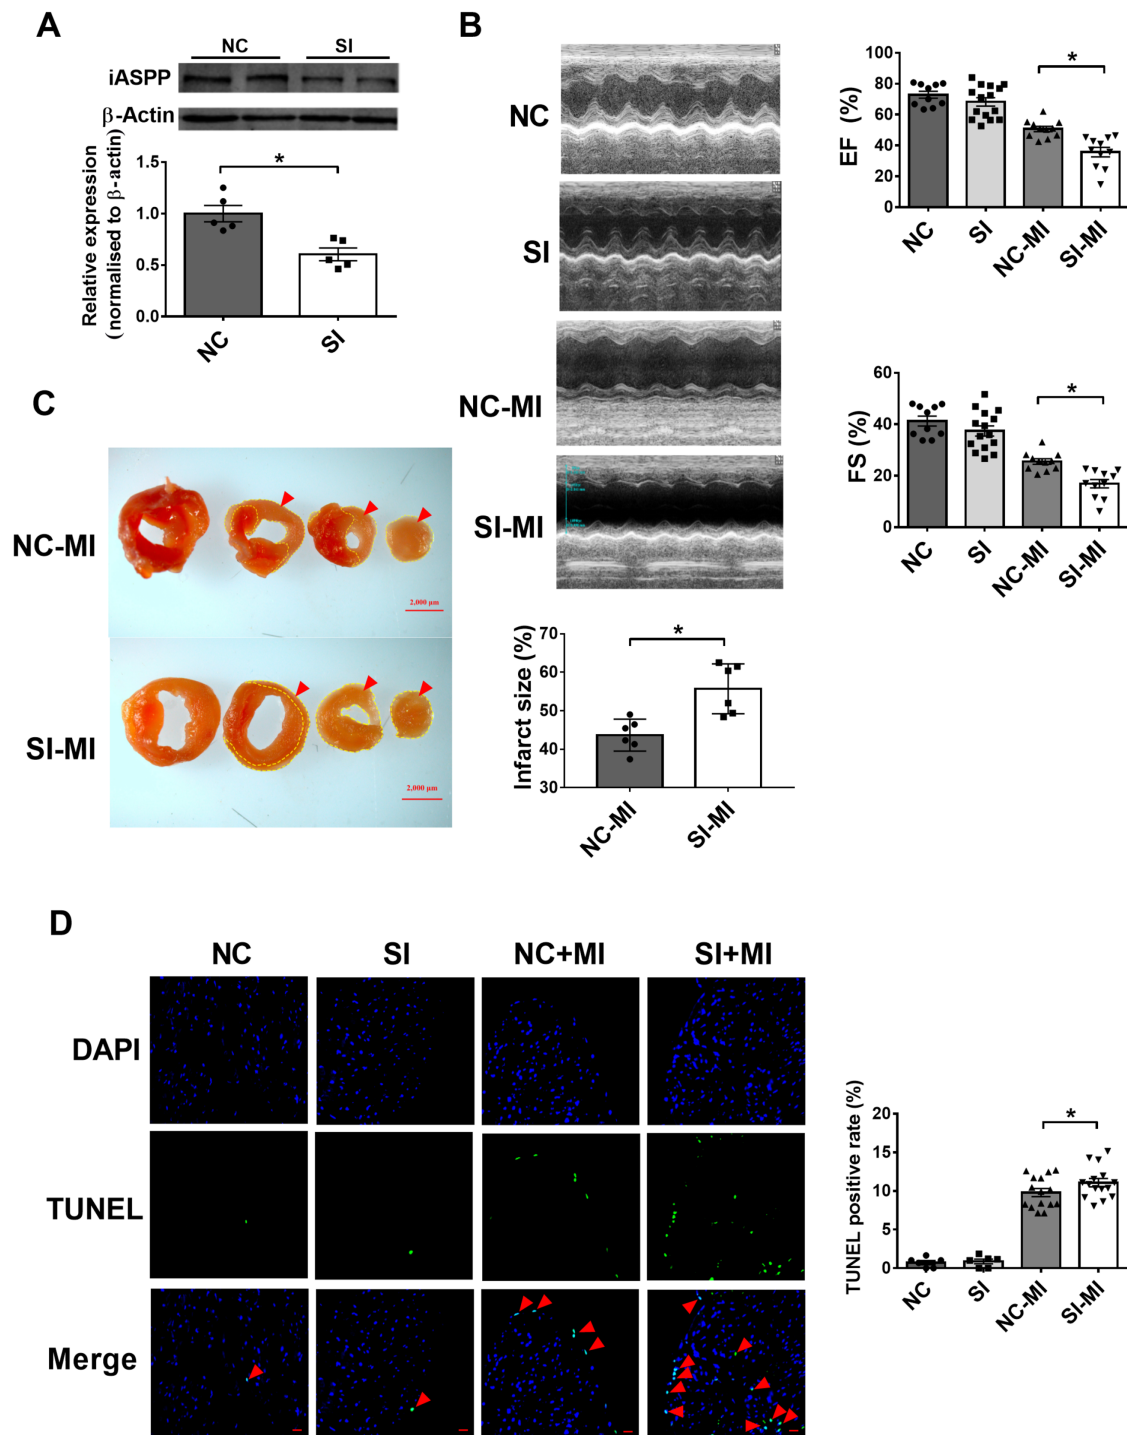 A
NC SI
iASPP
β-Actin
Relative expression
(normalised to β-actin)
1.5
1.0
0.5
0.0
*
NC
SI
B
NC
SI
NC-MI
SI-MI
EF (%)
100
80
60
40
20
0
*
NC
SI
NC-MI
SI-MI
FS (%)
60
40
20
0
*
NC
SI
NC-MI
SI-MI
C
NC-MI
2,000 μm
SI-MI
2,000 μm
Infarct size (%)
70
60
50
40
30
*
NC-MI
SI-MI
D
NC SI NC+MI SI+MI
DAPI
TUNEL
Merge
TUNEL positive rate (%)
20
15
10
5
0
*
NC
SI
NC-MI
SI-MI